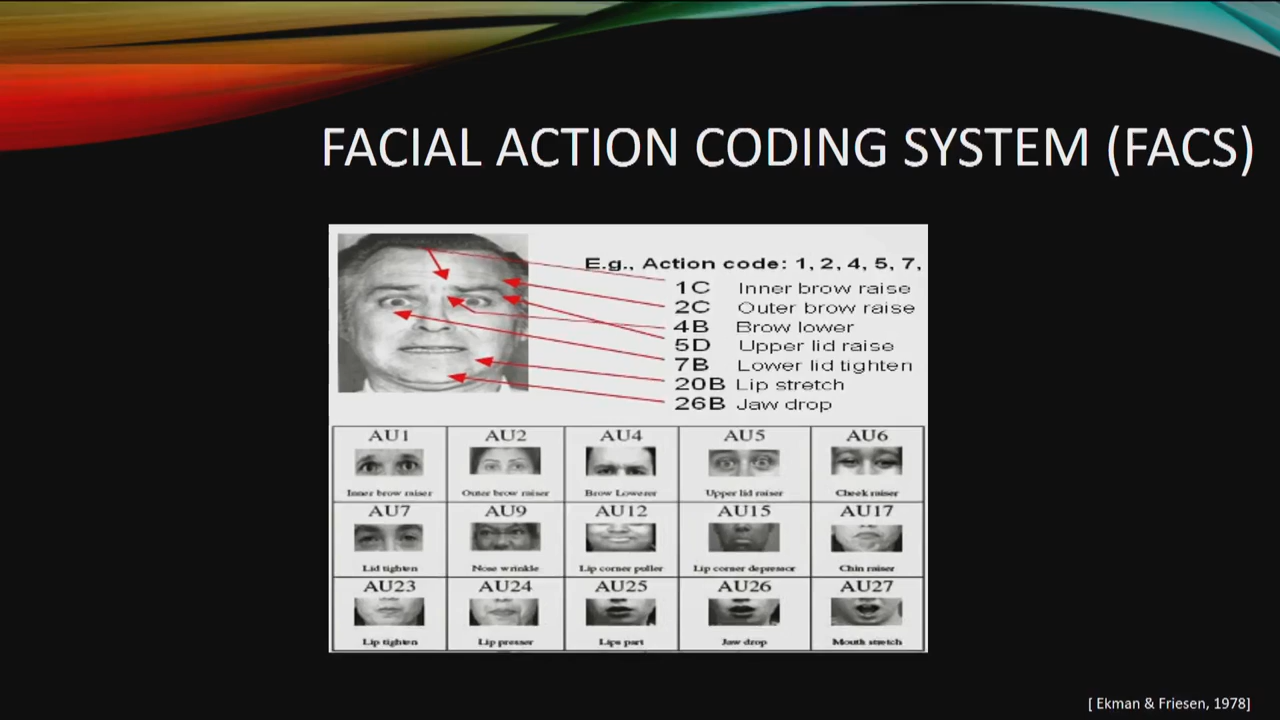 FACIAL ACTION CODING SYSTEM (FACS)
E.g., Action code: 1, 2, 4, 5, 7,
1C Inner brow raise
2C Outer brow raise
4B Brow lower
5D Upper lid raise
7B Lower lid tighten
20B Lip stretch
26B Jaw drop
AU1 AU2 AU4 AU5 AU6
Inner brow raiser Outer brow raiser Brow Lowerer Upper lid raiser Cheek raiser
AU7 AU9 AU12 AU15 AU17
Lid tighten Nose wrinkle Lip corner puller Lip corner depressor Chin raiser
AU23 AU24 AU25 AU26 AU27
Lip tighten Lip presser Lips part Jaw drop Mouth stretch
[ Ekman & Friesen, 1978]